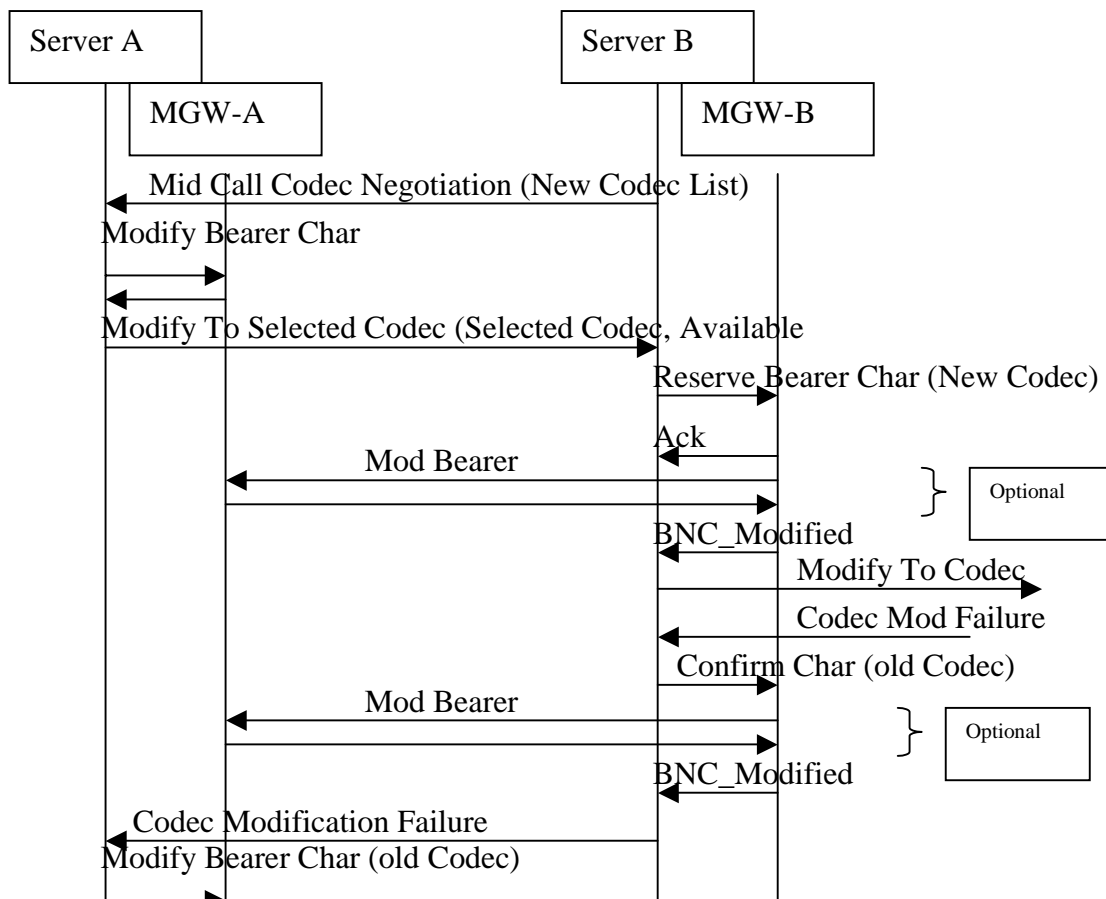 Server A
Server B
MGW-A
MGW-B
Mid Call Codec Negotiation (New Codec List)
Modify Bearer Char
Modify To Selected Codec (Selected Codec, Available
Reserve Bearer Char (New Codec)
Ack
Mod Bearer
Optional
BNC_Modified
Modify To Codec
Codec Mod Failure
Confirm Char (old Codec)
Mod Bearer
Optional
BNC_Modified
Codec Modification Failure
Modify Bearer Char (old Codec)